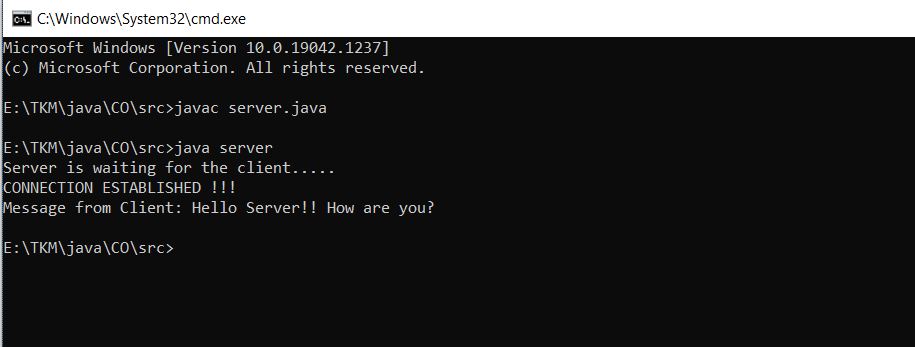 C:\Windows\System32\cmd.exe
Microsoft Windows [Version 10.0.19042.1237]
(c) Microsoft Corporation. All rights reserved.
E:\TKM\java\CO\src>javac server.java
E:\TKM\java\CO\src>java server
Server is waiting for the client.....
CONNECTION ESTABLISHED !!!
Message from Client: Hello Server!! How are you?
E:\TKM\java\CO\src>